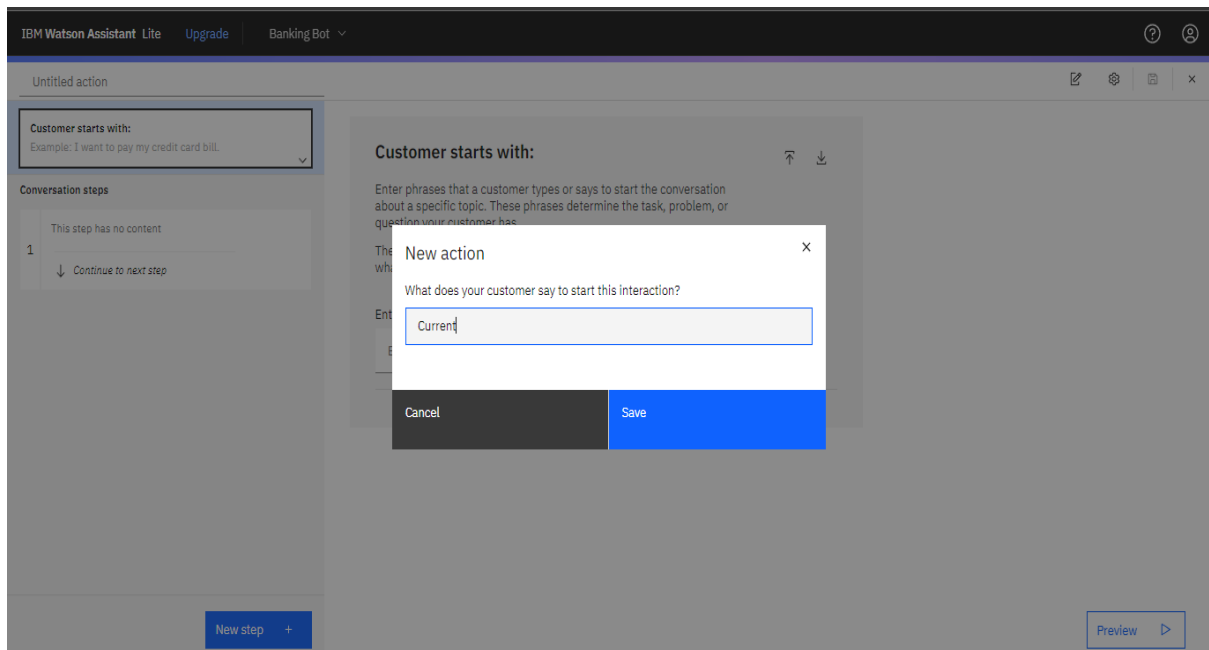 IBM Watson Assistant Lite Upgrade Banking Bot
Untitled action
Customer starts with:
Example: I want to pay my credit card bill.
Conversation steps
1
This step has no content
Continue to next step
New step +
Customer starts with:
Enter phrases that a customer types or says to start the conversation
about a specific topic. These phrases determine the task, problem, or
question your customer has.
New action
What does your customer say to start this interaction?
Current
Cancel
Save
Preview